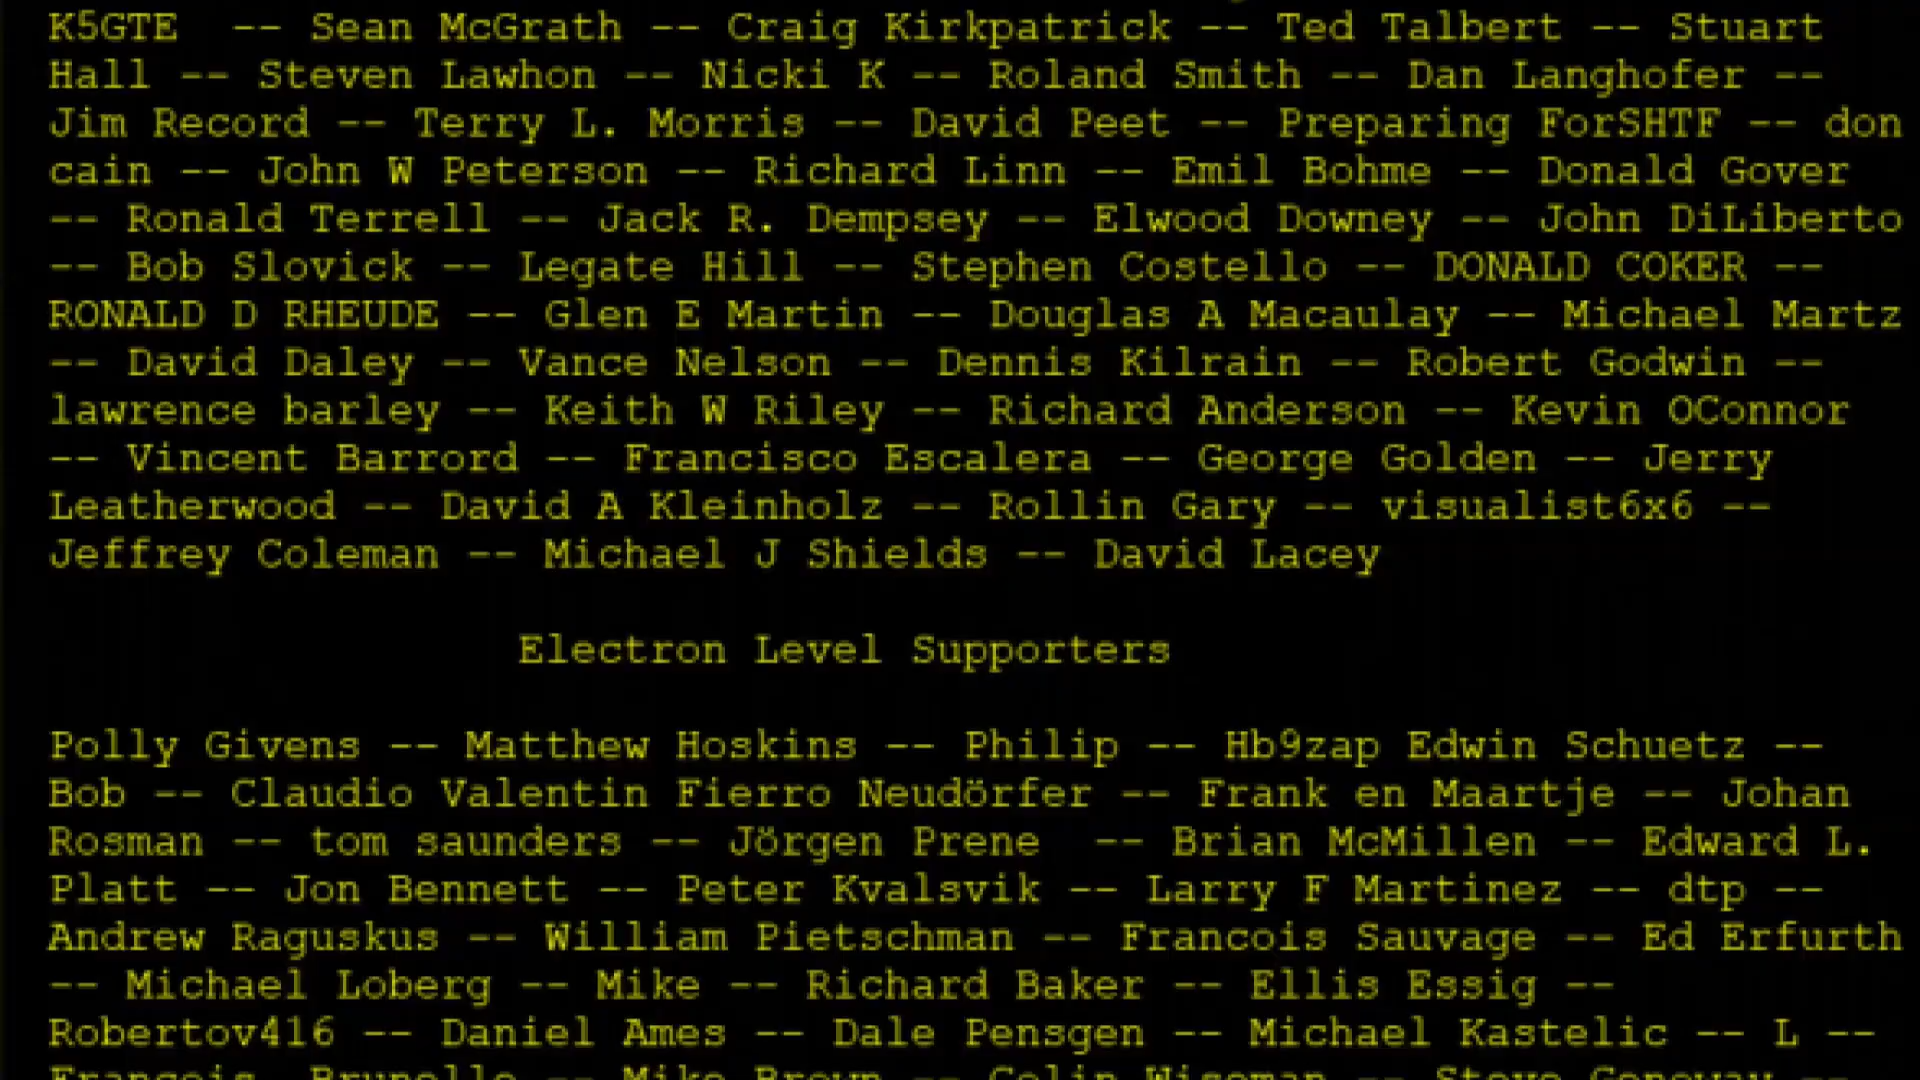 K5GTE  -- Sean McGrath -- Craig Kirkpatrick -- Ted Talbert -- Stuart
Hall -- Steven Lawhon -- Nicki K -- Roland Smith -- Dan Langhofer --
Jim Record -- Terry L. Morris -- David Peet -- Preparing ForSHTF -- don
cain -- John W Peterson -- Richard Linn -- Emil Bohme -- Donald Gover
-- Ronald Terrell -- Jack R. Dempsey -- Elwood Downey -- John DiLiberto
-- Bob Slovick -- Legate Hill -- Stephen Costello -- DONALD COKER --
RONALD D RHEUDE -- Glen E Martin -- Douglas A Macaulay -- Michael Martz
-- David Daley -- Vance Nelson -- Dennis Kilrain -- Robert Godwin --
lawrence barley -- Keith W Riley -- Richard Anderson -- Kevin OConnor
-- Vincent Barrord -- Francisco Escalera -- George Golden -- Jerry
Leatherwood -- David A Kleinholz -- Rollin Gary -- visualist6x6 --
Jeffrey Coleman -- Michael J Shields -- David Lacey
Electron Level Supporters
Polly Givens -- Matthew Hoskins -- Philip -- Hb9zap Edwin Schuetz --
Bob -- Claudio Valentin Fierro Neudörfer -- Frank en Maartje -- Johan
Rosman -- tom saunders -- Jörgen Prene  -- Brian McMillen -- Edward L.
Platt -- Jon Bennett -- Peter Kvalsvik -- Larry F Martinez -- dtp --
Andrew Raguskus -- William Pietschman -- Francois Sauvage -- Ed Erfurth
-- Michael Loberg -- Mike -- Richard Baker -- Ellis Essig --
Robertov416 -- Daniel Ames -- Dale Pensgen -- Michael Kastelic -- L --
Mike Brown -- Colin Wiseman -- Steve